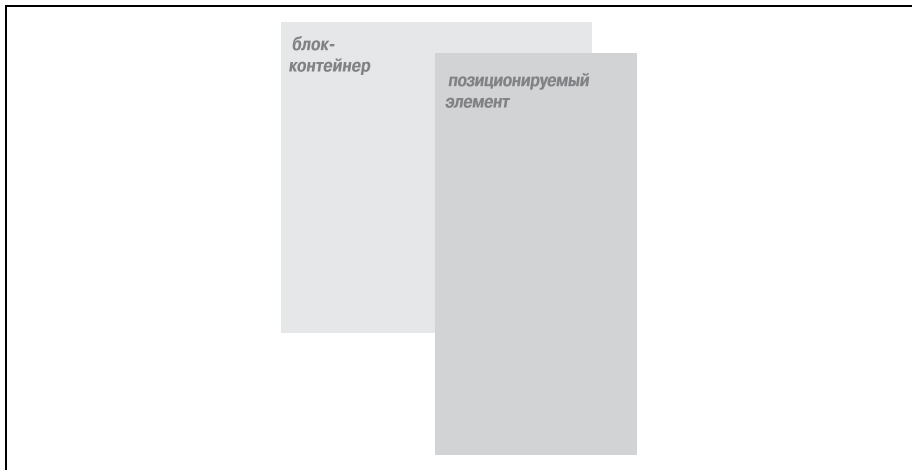 блок-
контейнер
позиционируемый
элемент